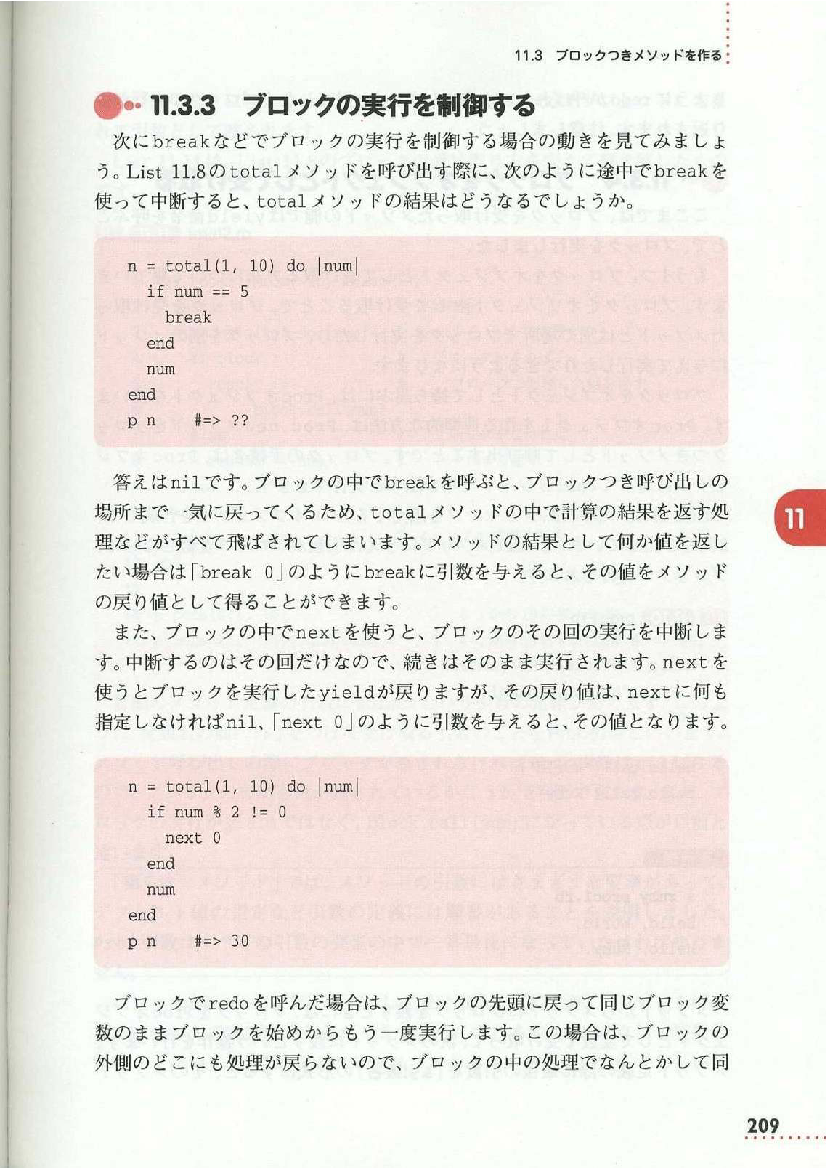 11.3 ブロックつきメソッドを作る
11.3.3 ブロックの実行を制御する
次にbreakなどでブロックの実行を制御する場合の動きを見てみましょ
う。List 11.8のtotalメソッドを呼び出す際に、次のように途中でbreakを
使って中断すると、totalメソッドの結果はどうなるでしょうか。
n = total(1, 10) do |num|
  if num == 5
    break
  end
  num
end
p n    #=> ??
答えはnilです。ブロックの中でbreakを呼ぶと、ブロックつき呼び出しの
場所まで一気に戻ってくるため、totalメソッドの中で計算の結果を返す処
理などがすべて飛ばされてしまいます。メソッドの結果として何か値を返し
たい場合は「break 0」のようにbreakに引数を与えると、その値をメソッド
の戻り値として得ることができます。
また、ブロックの中でnextを使うと、ブロックのその回の実行を中断しま
す。中断するのはその回だけなので、続きはそのまま実行されます。nextを
使うとブロックを実行したyieldが戻りますが、その戻り値は、nextに何も
指定しなければnil、「next 0」のように引数を与えると、その値となります。
n = total(1, 10) do |num|
  if num % 2 != 0
    next 0
  end
  num
end
p n    #=> 30
ブロックでredoを呼んだ場合は、ブロックの先頭に戻って同じブロック変
数のままブロックを始めからもう一度実行します。この場合は、ブロックの
外側のどこにも処理が戻らないので、ブロックの中の処理でなんとかして同
11
209